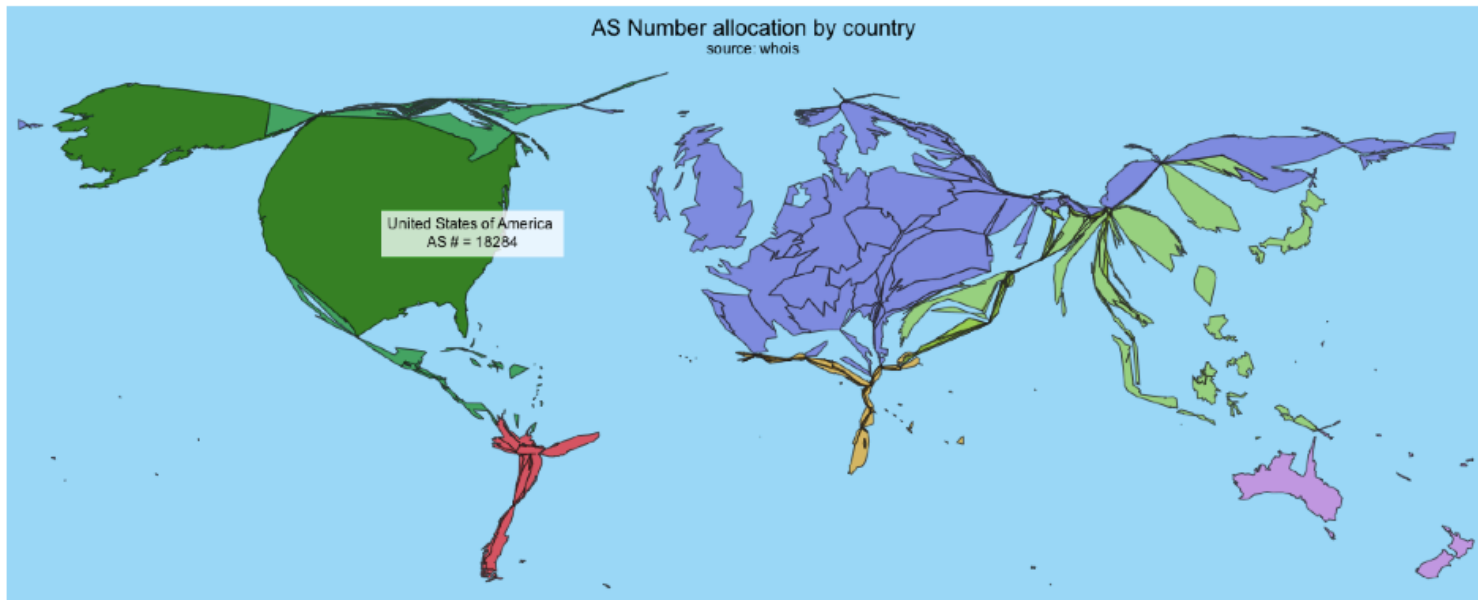 AS Number allocation by country
source: whois
United States of America
AS # = 18284